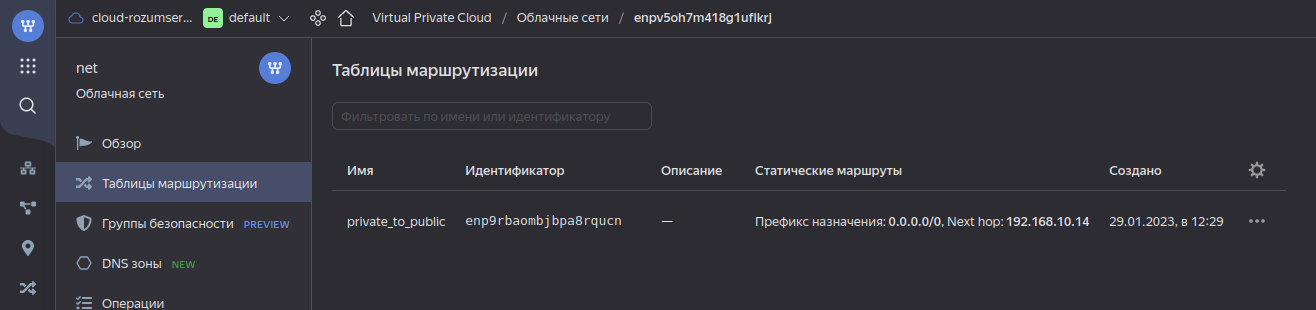 cloud-rozumser... DE default Virtual Private Cloud / Облачные сети / enpv5oh7m418g1uflkrj
net
Облачная сеть
Обзор
Таблицы маршрутизации
Группы безопасности PREVIEW
DNS зоны NEW
Операции
Таблицы маршрутизации
Фильтровать по имени или идентификатору
Имя Идентификатор Описание Статические маршруты Создано
private_to_public enp9rbaombjbpa8rqucn — Префикс назначения: 0.0.0.0/0, Next hop: 192.168.10.14 29.01.2023, в 12:29